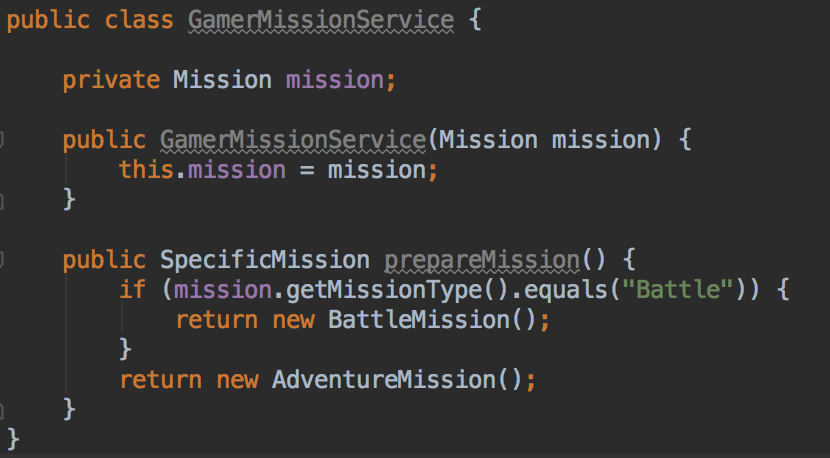 public class GamerMissionService {
private Mission mission;
public GamerMissionService(Mission mission) {
this.mission = mission;
}
public SpecificMission prepareMission() {
if (mission.getMissionType().equals("Battle")) {
return new BattleMission();
}
return new AdventureMission();
}
}